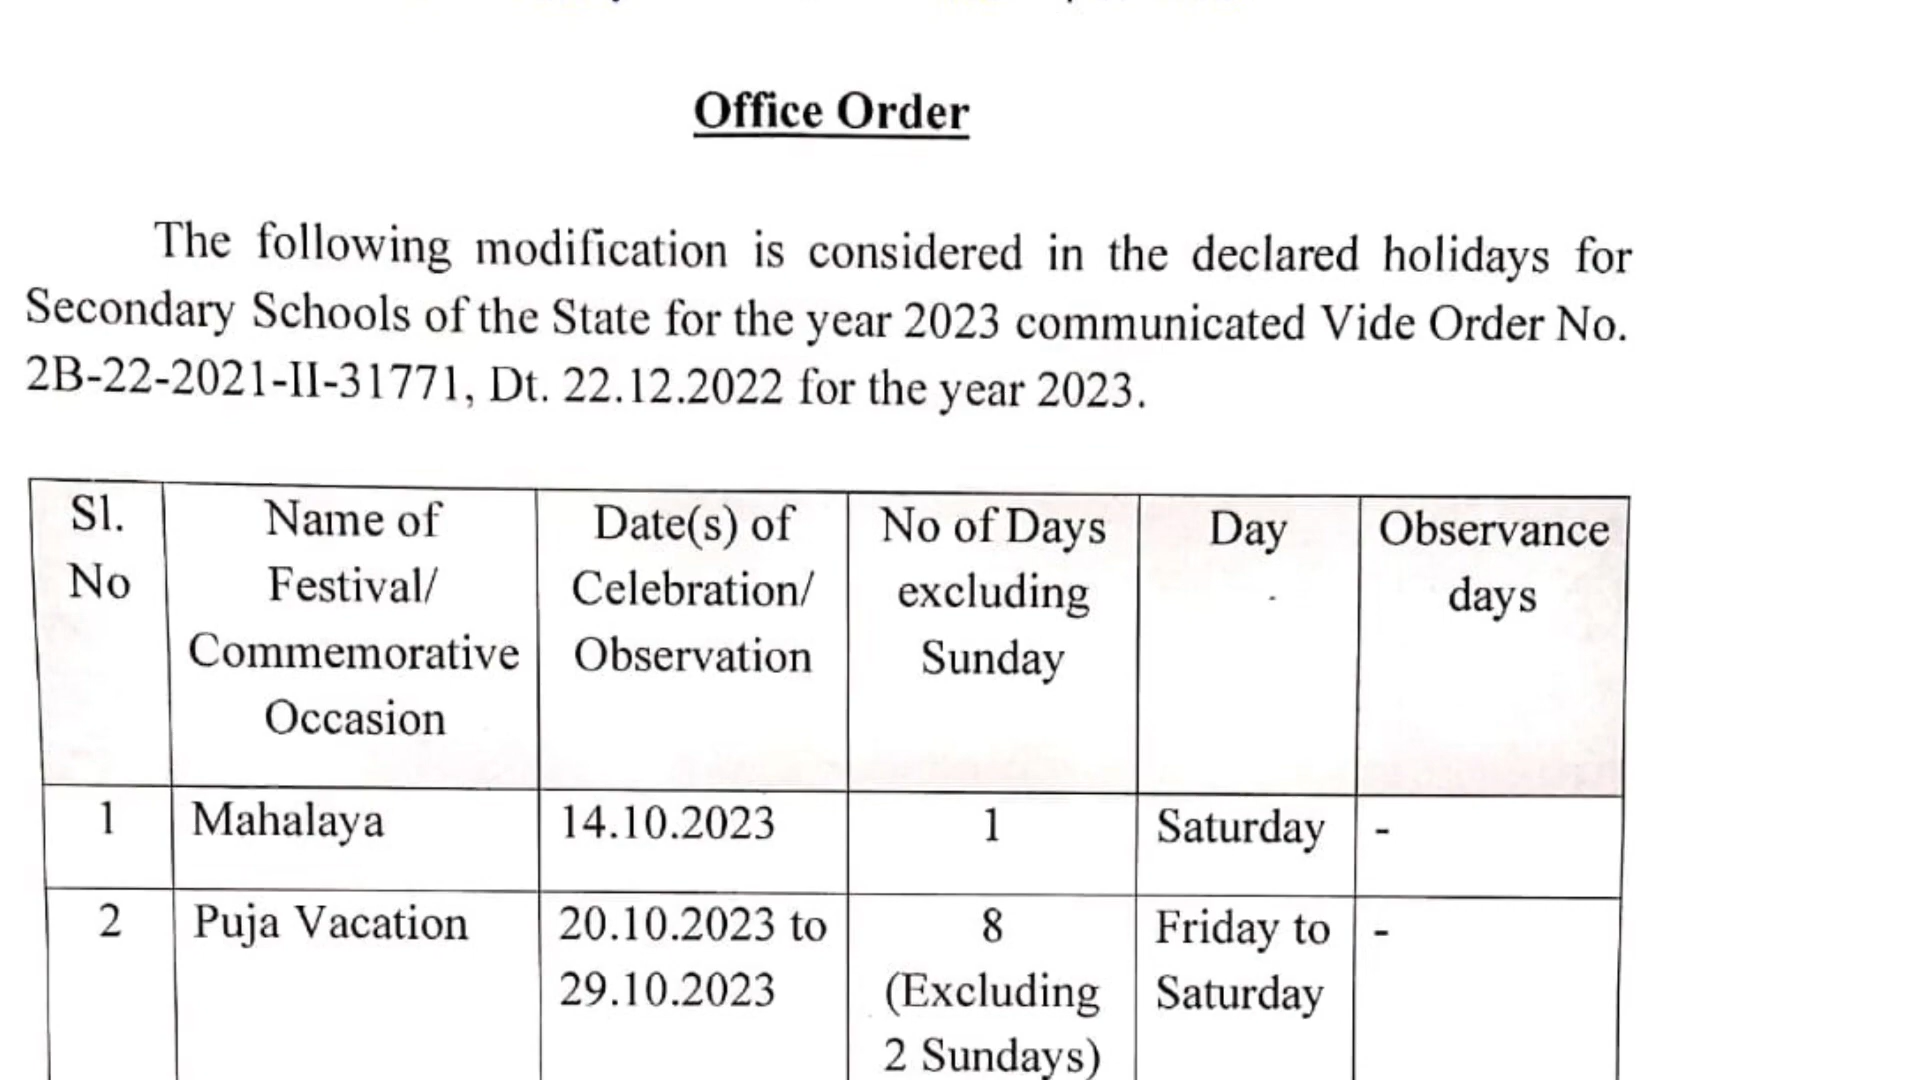 Office Order
The following modification is considered in the declared holidays for
Secondary Schools of the State for the year 2023 communicated Vide Order No.
2B-22-2021-II-31771, Dt. 22.12.2022 for the year 2023.
Sl. No | Name of Festival/ Commemorative Occasion | Date(s) of Celebration/ Observation | No of Days excluding Sunday | Day | Observance days
1 | Mahalaya | 14.10.2023 | 1 | Saturday | -
2 | Puja Vacation | 20.10.2023 to 29.10.2023 | 8 (Excluding 2 Sundays) | Friday to Saturday | -